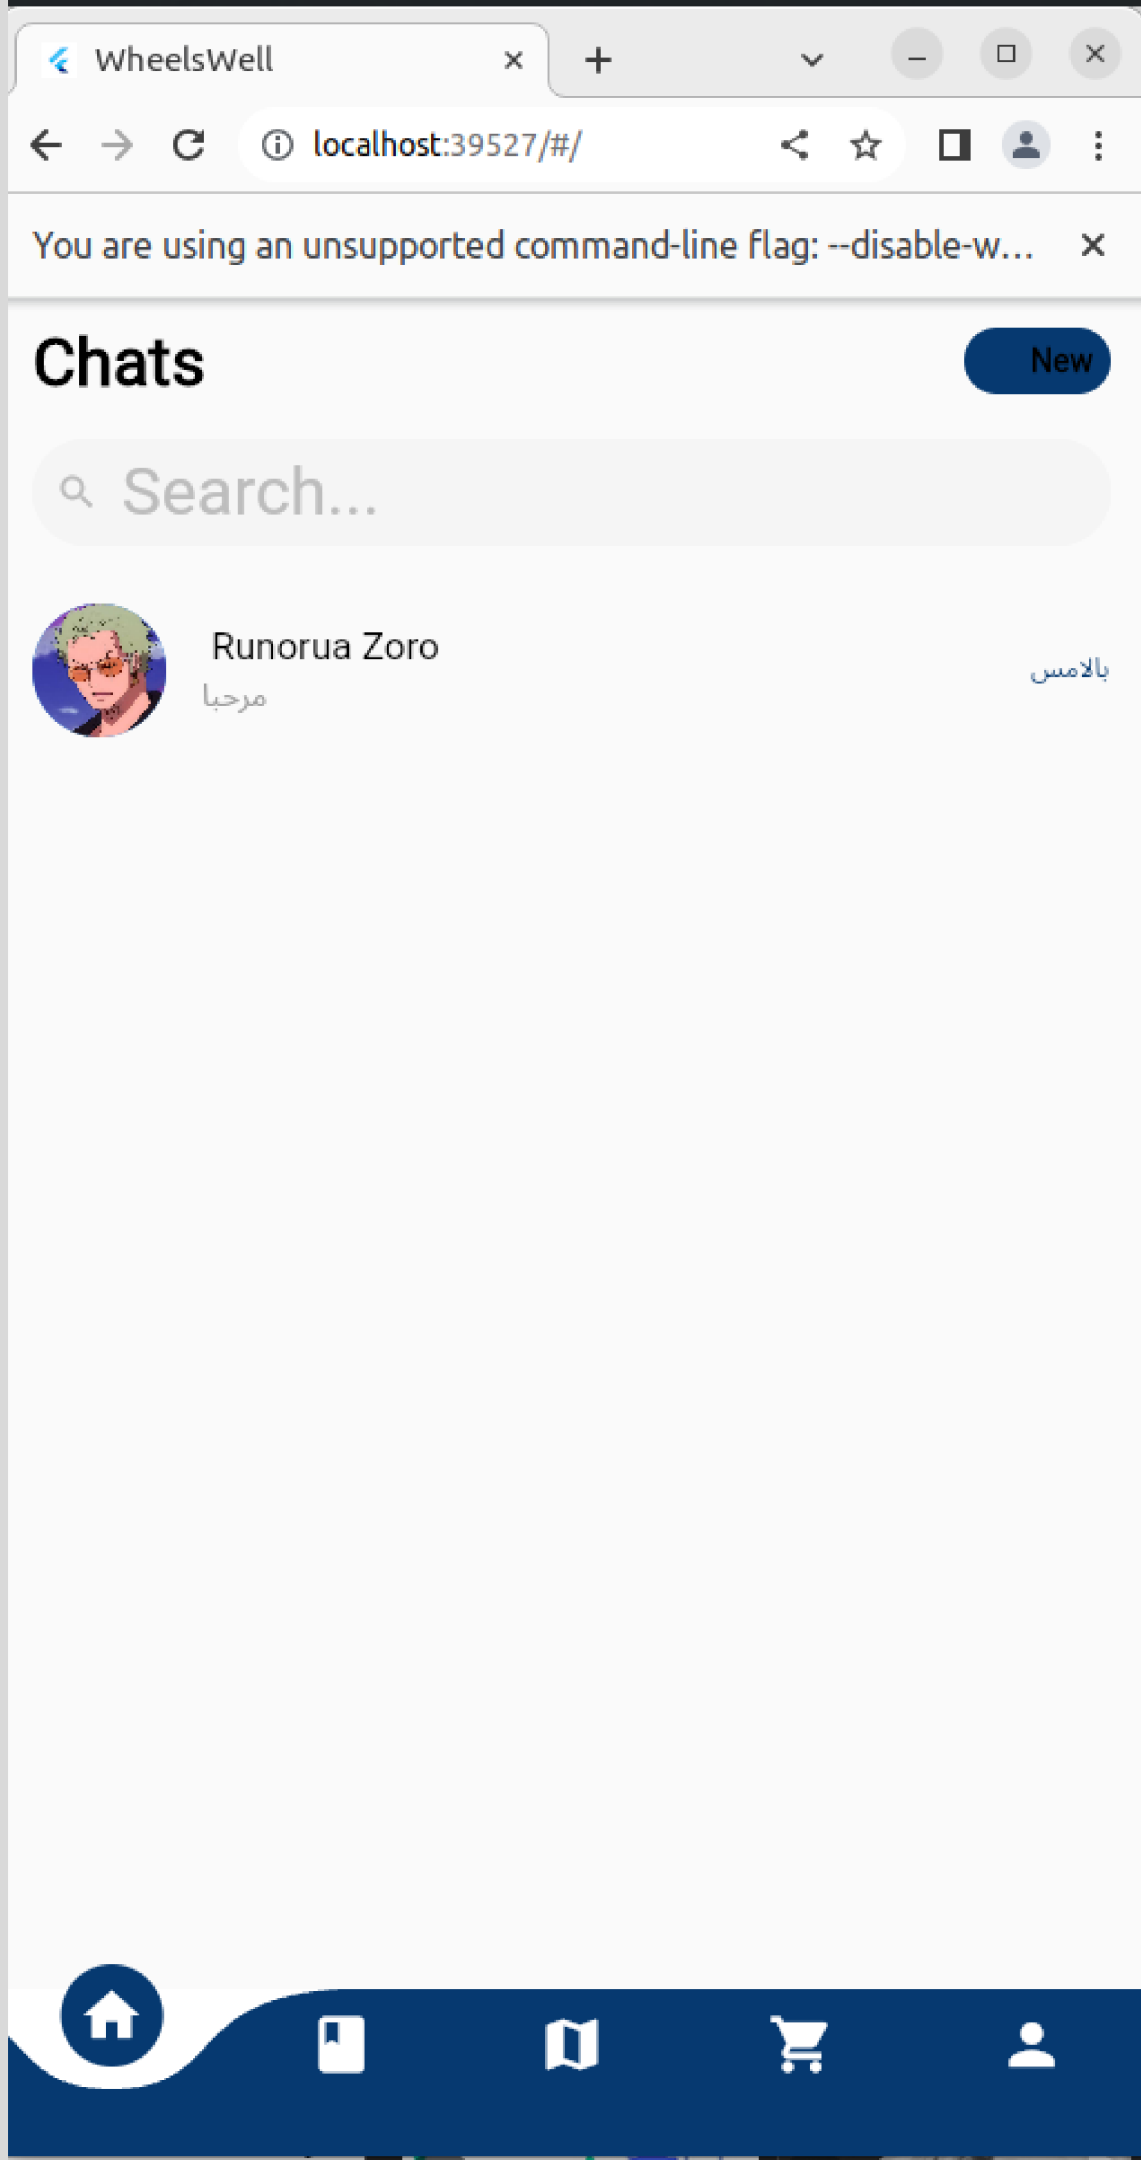 WheelsWell
localhost:39527/#/
You are using an unsupported command-line flag: --disable-w...
Chats
New
Search...
Runorua Zoro
مرحبا
بالامس